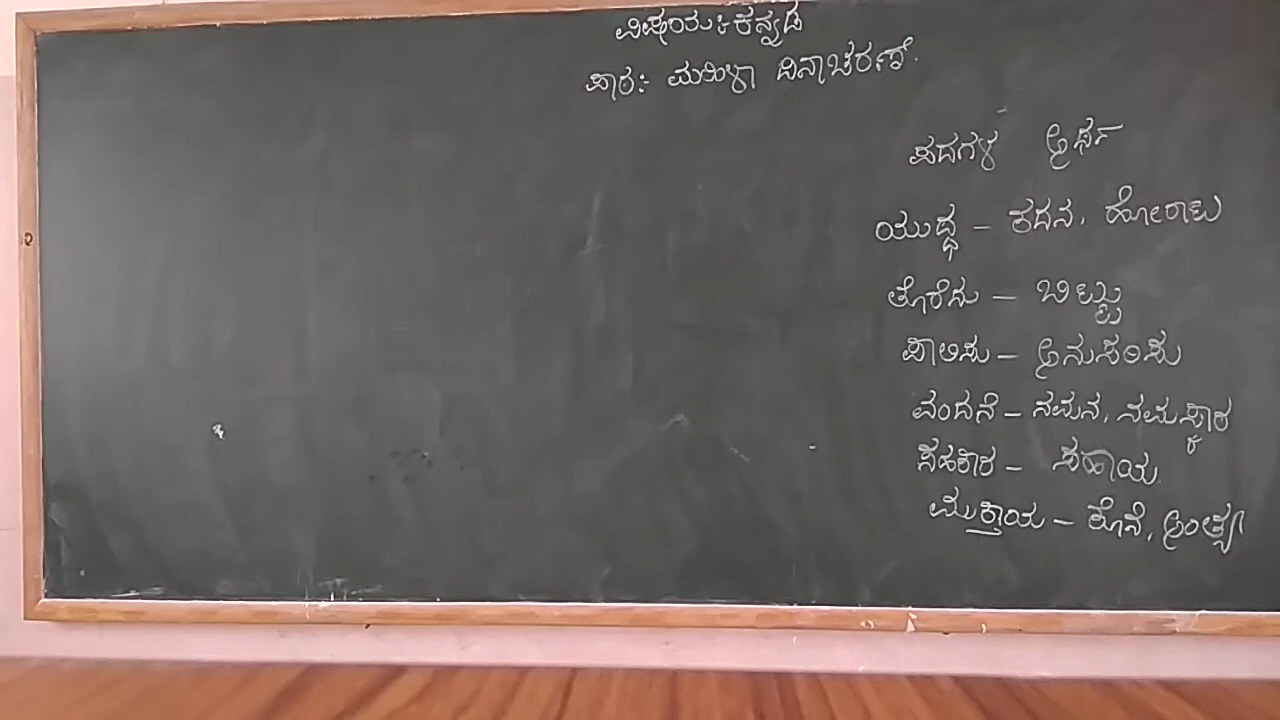 ವಿಷಯ :- ಕನ್ನಡ
ಪಾಠ :- ಮಹಿಳಾ ದಿನಾಚರಣೆ.
ಪದಗಳ ಅರ್ಥ
ಯುದ್ಧ - ಕದನ, ಹೋರಾಟ
ತೊರೆದು - ಬಿಟ್ಟು
ಪಾಲಿಸು - ಅನುಸರಿಸು
ವಂದನೆ - ನಮನ, ನಮಸ್ಕಾರ
ಸಹಕಾರ - ಸಹಾಯ
ಮುಕ್ತಾಯ - ಕೊನೆ, ಅಂತ್ಯ